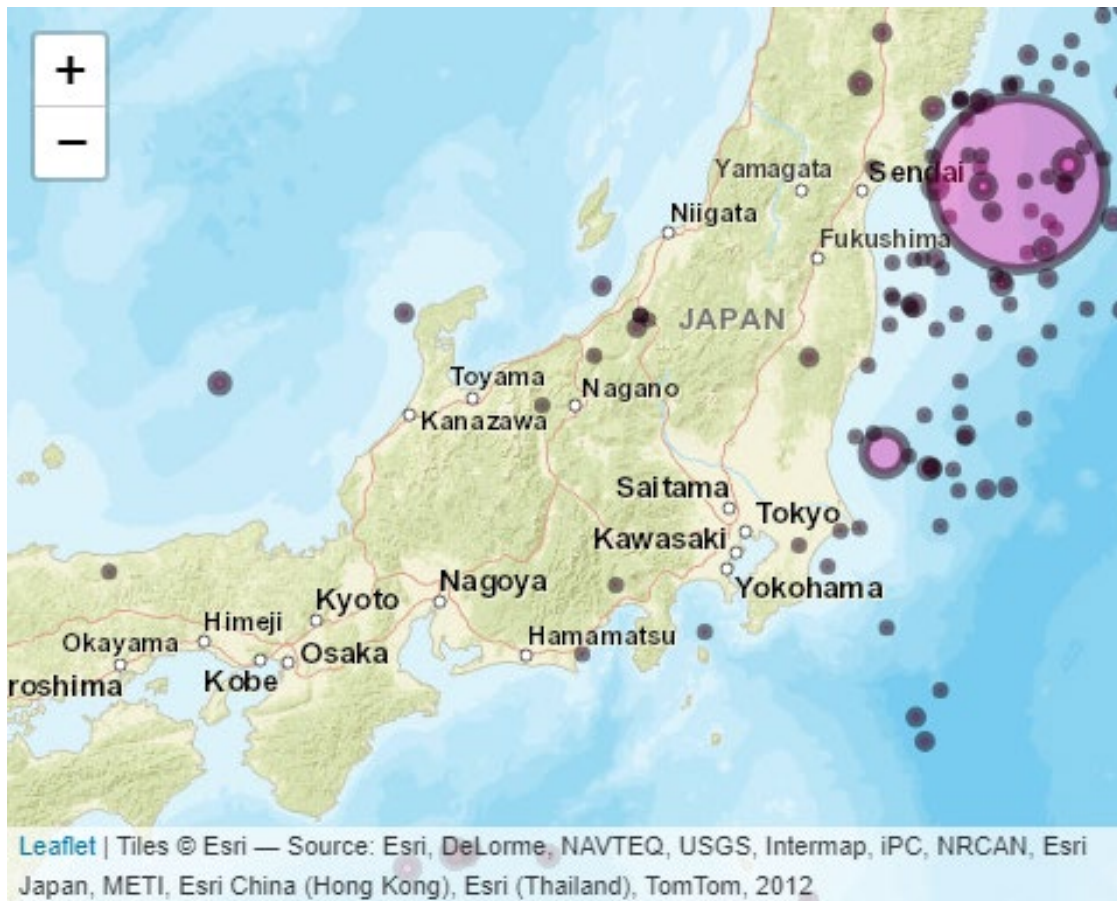 +
−
Yamagata
Sendai
Niigata
Fukushima
JAPAN
Toyama
Nagano
Kanazawa
Saitama
Tokyo
Kawasaki
Nagoya
Yokohama
Kyoto
Himeji
Hamamatsu
Okayama
Osaka
Kobe
roshima
Leaflet | Tiles © Esri — Source: Esri, DeLorme, NAVTEQ, USGS, Intermap, iPC, NRCAN, Esri
Japan, METI, Esri China (Hong Kong), Esri (Thailand), TomTom, 2012